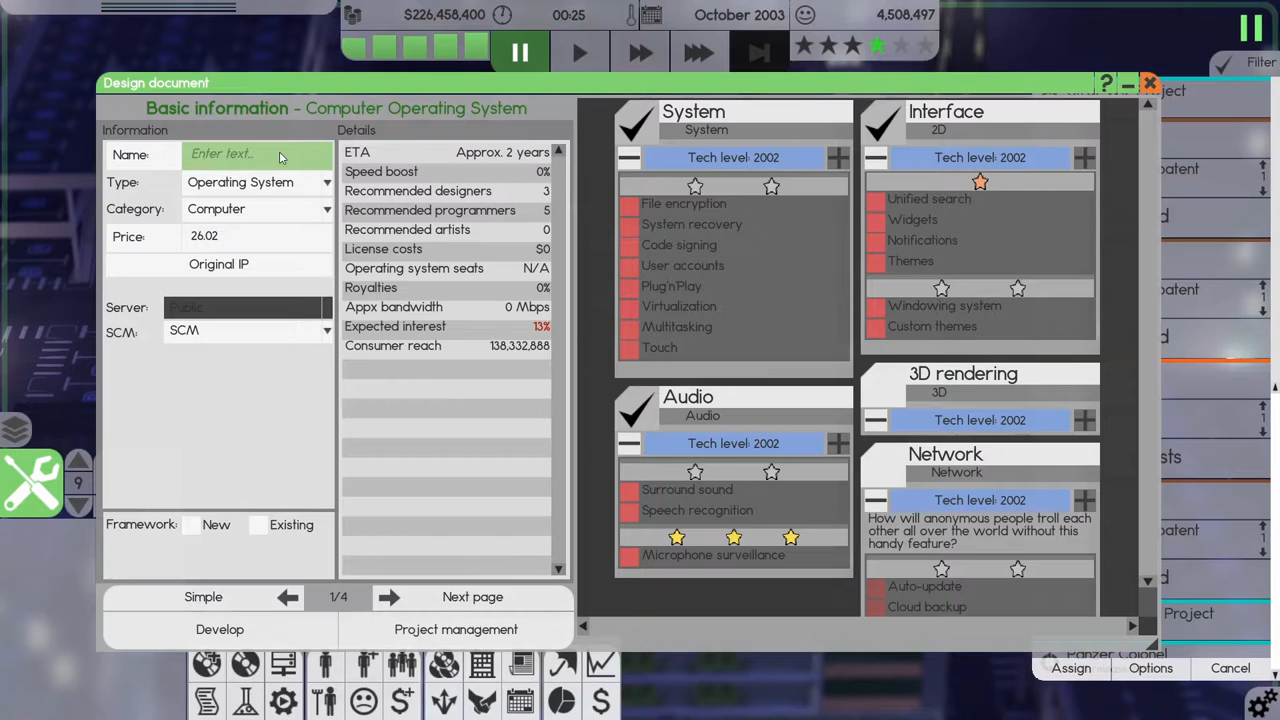 $226,458,400
00:25
October 2003
4,508,497
Filter
Design document
?
Basic information - Computer Operating System
Information
Name:
Enter text..
Type:
Operating System
Category:
Computer
Price:
26.02
Original IP
Server:
Public
SCM:
SCM
Framework:
New
Existing
Details
ETA
Approx. 2 years
Speed boost
0%
Recommended designers
3
Recommended programmers
5
Recommended artists
0
License costs
$0
Operating system seats
N/A
Royalties
0%
Appx bandwidth
0 Mbps
Expected interest
13%
Consumer reach
138,332,888
System
System
Tech level: 2002
File encryption
System recovery
Code signing
User accounts
Plug'n'Play
Virtualization
Multitasking
Touch
Audio
Audio
Tech level: 2002
Surround sound
Speech recognition
Microphone surveillance
Interface
2D
Tech level: 2002
Unified search
Widgets
Notifications
Themes
Windowing system
Custom themes
3D rendering
3D
Tech level: 2002
Network
Network
Tech level: 2002
How will anonymous people troll each
other all over the world without this
handy feature?
Auto-update
Cloud backup
Simple
1/4
Next page
Develop
Project management
9
Project
Panzer Colonel
Assign
Options
Cancel